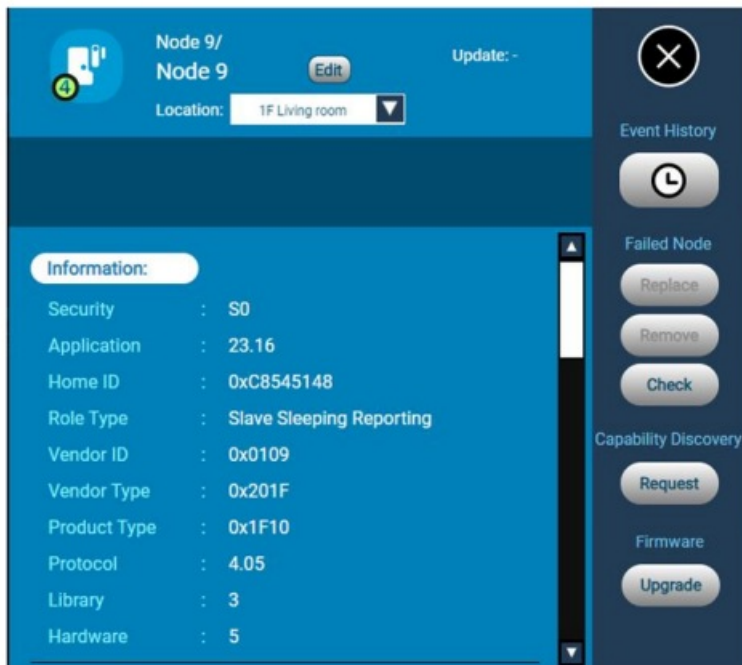 Node 9/
Node 9 Edit Update: -
4
Location: 1F Living room
Information:
Security : S0
Application : 23.16
Home ID : 0xC8545148
Role Type : Slave Sleeping Reporting
Vendor ID : 0x0109
Vendor Type : 0x201F
Product Type : 0x1F10
Protocol : 4.05
Library : 3
Hardware : 5
Event History
Failed Node
Replace
Remove
Check
Capability Discovery
Request
Firmware
Upgrade